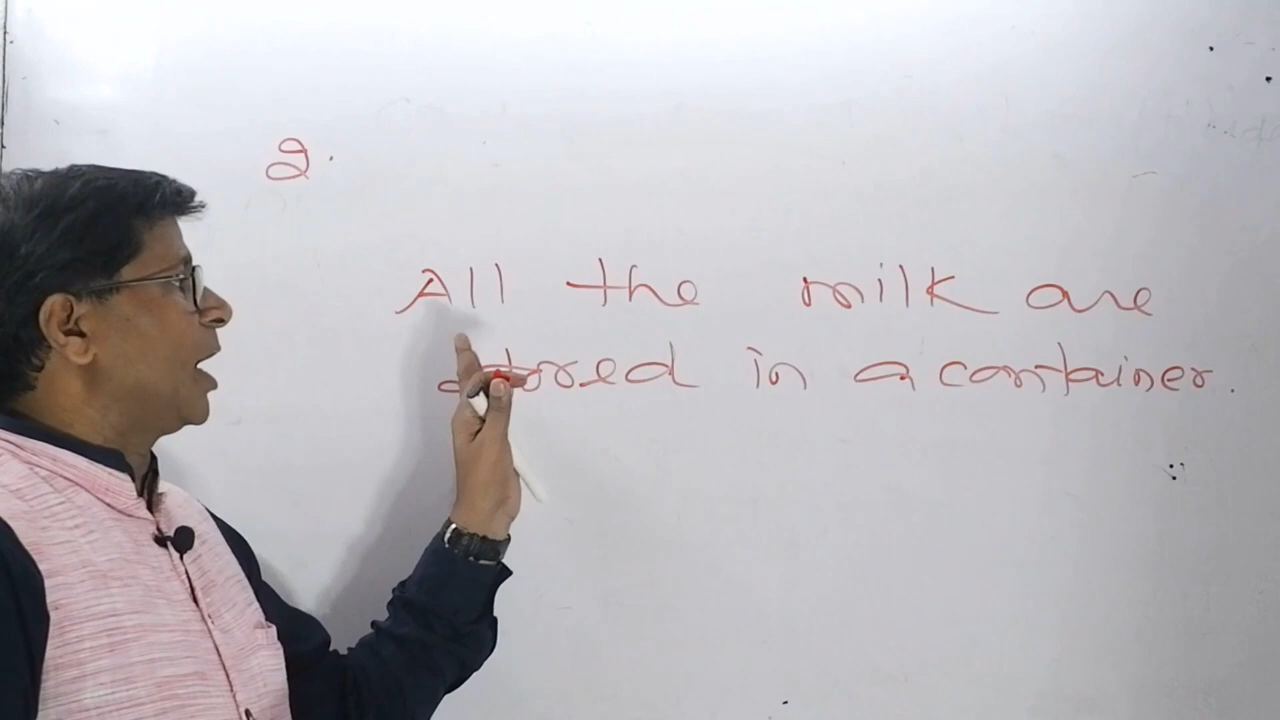 2.
All the milk are
stored in a container.